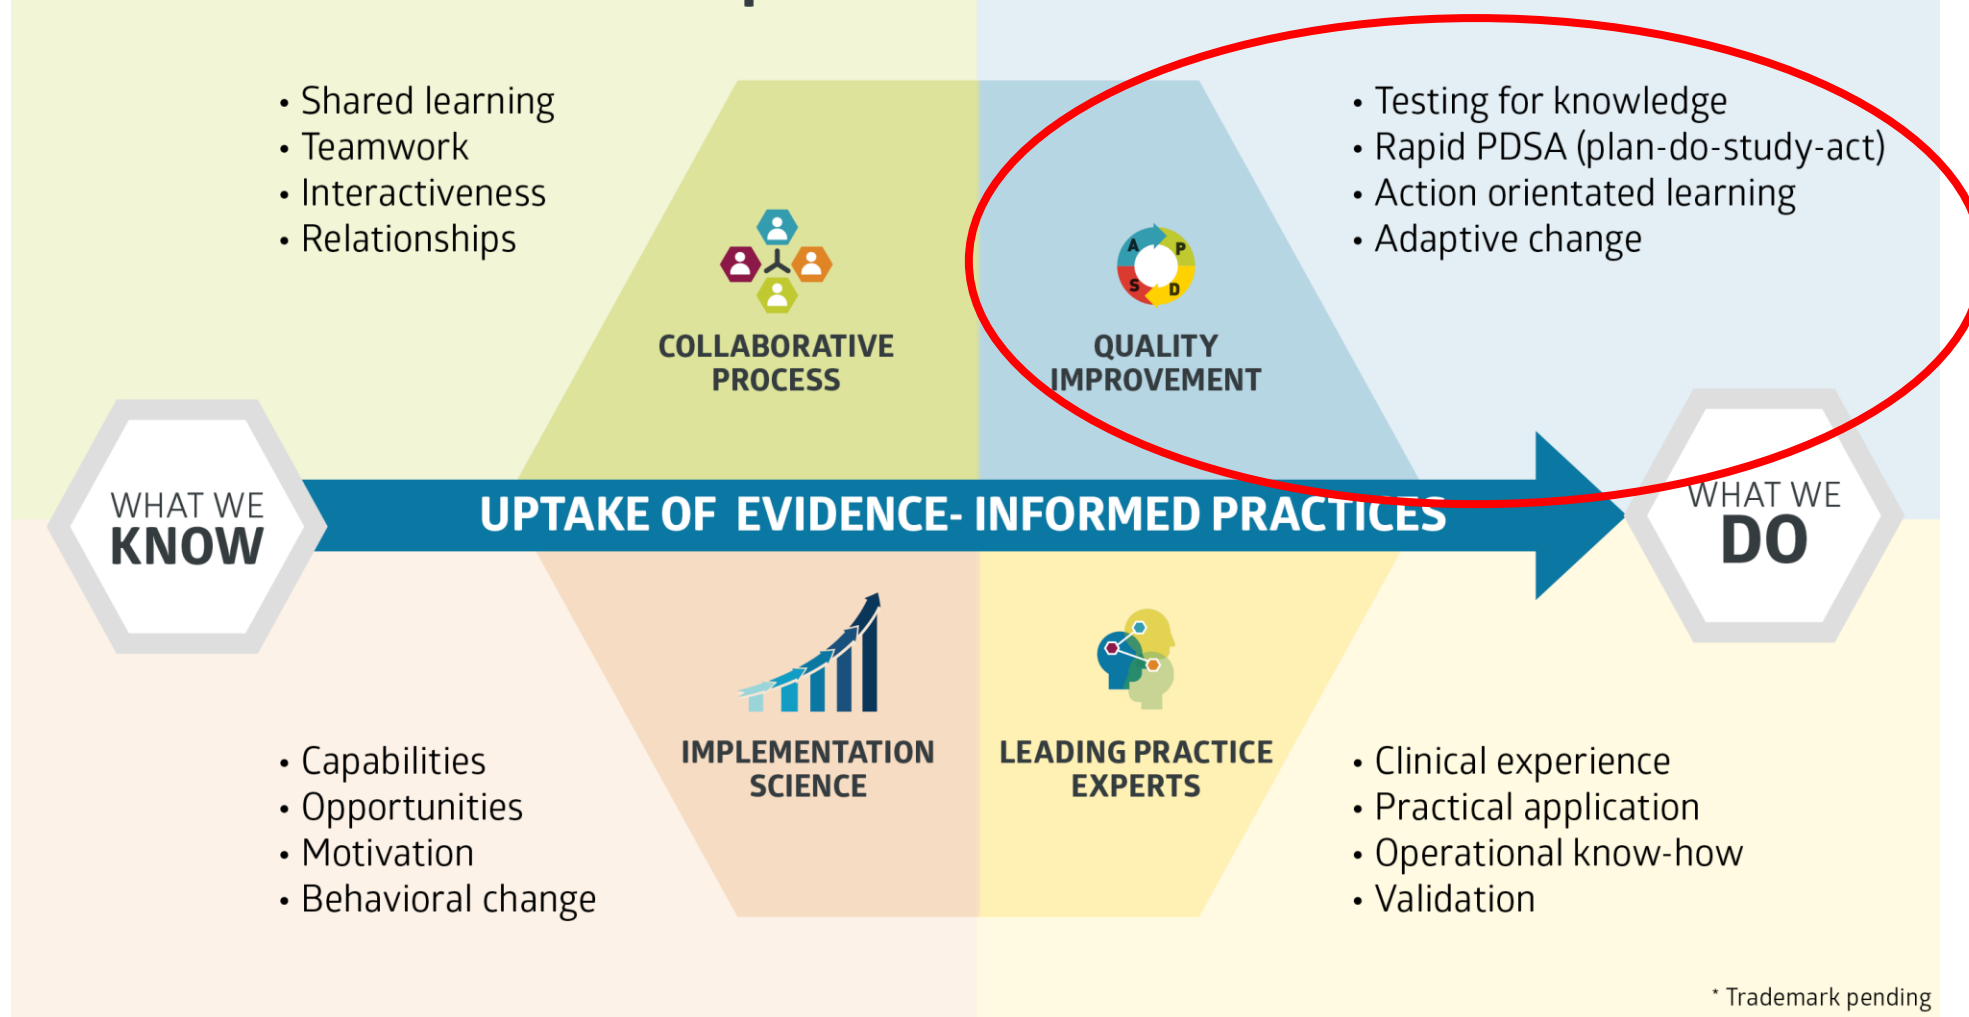 • Shared learning
• Teamwork
• Interactiveness
• Relationships
COLLABORATIVE
PROCESS
A
P
S
D
QUALITY
IMPROVEMENT
• Testing for knowledge
• Rapid PDSA (plan-do-study-act)
• Action orientated learning
• Adaptive change
WHAT WE
KNOW
UPTAKE OF EVIDENCE- INFORMED PRACTICES
WHAT WE
DO
• Capabilities
• Opportunities
• Motivation
• Behavioral change
IMPLEMENTATION
SCIENCE
LEADING PRACTICE
EXPERTS
• Clinical experience
• Practical application
• Operational know-how
• Validation
* Trademark pending